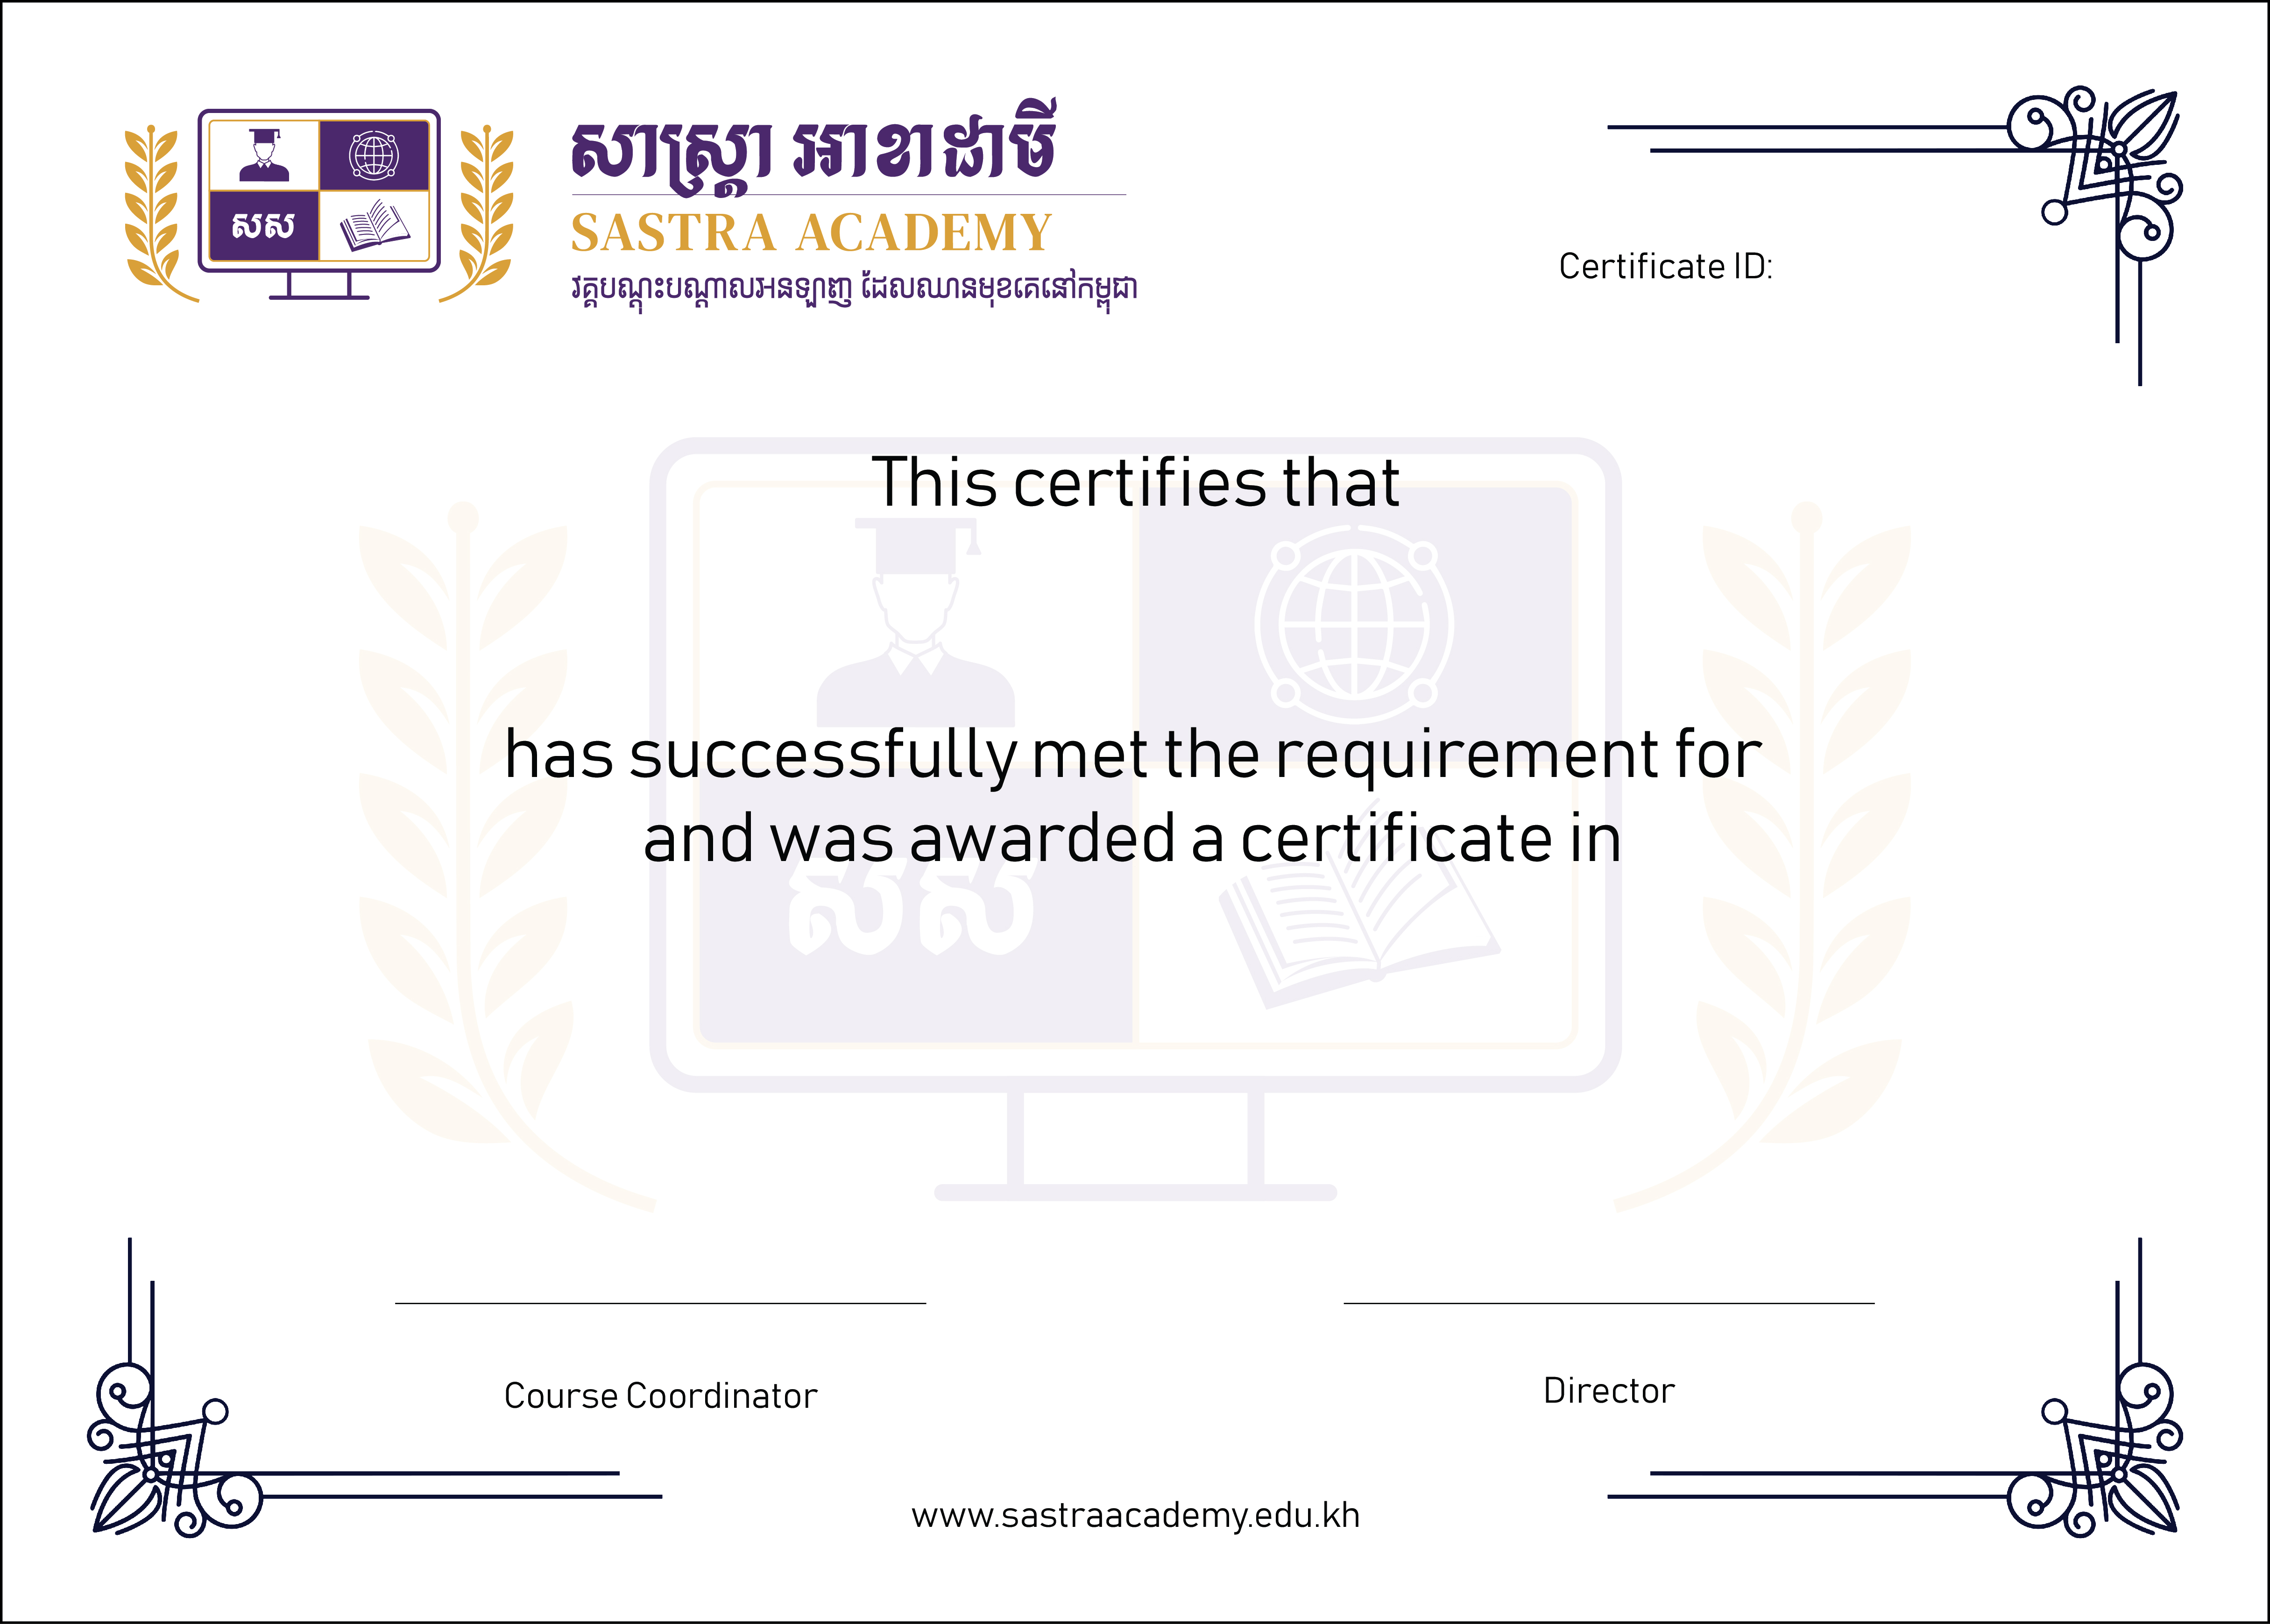 សស
សាស្ត្រា អាខាដាមី
SASTRA ACADEMY
វគ្គបណ្តុះបណ្តាលអនឡាញ ដែលឈានមុខគេនៅកម្ពុជា
Certificate ID:
This certifies that
has successfully met the requirement for
and was awarded a certificate in
សស
Course Coordinator
Director
www.sastraacademy.edu.kh